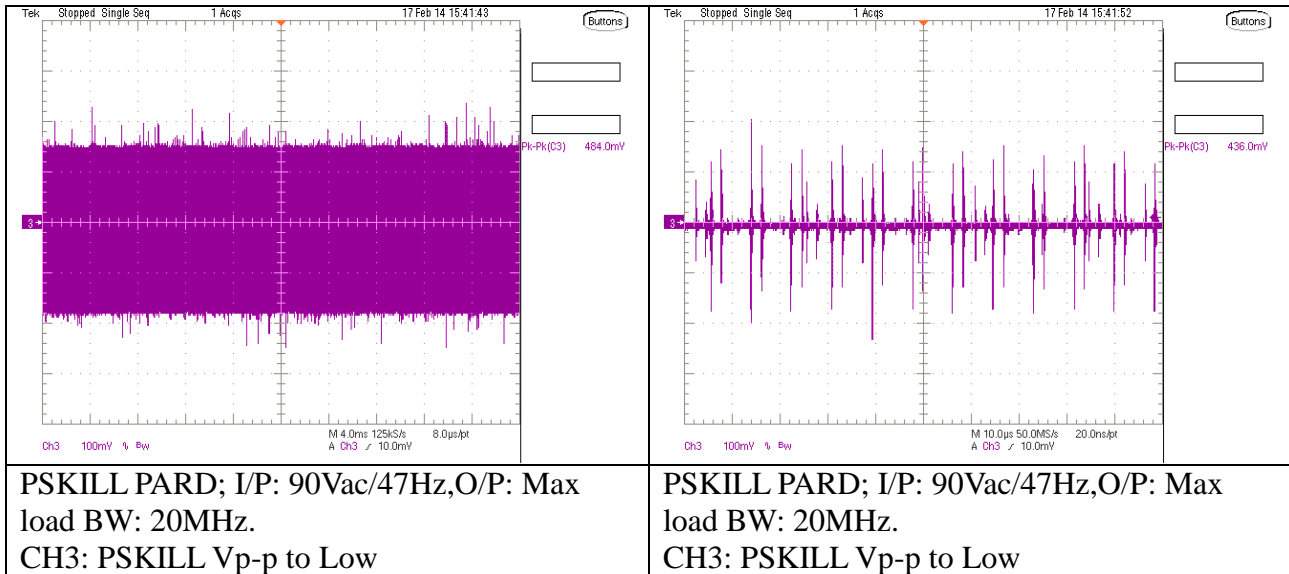 Tek Stopped Single Seq 1 Acqs 17 Feb 14 15:41:43
Buttons
Pk-Pk(C3) 484.0mV
3
M 4.0ms 125kS/s 8.0µs/pt
Ch3 100mV % Bw A Ch3 / 10.0mV
PSKILL PARD; I/P: 90Vac/47Hz,O/P: Max
load BW: 20MHz.
CH3: PSKILL Vp-p to Low
Tek Stopped Single Seq 1 Acqs 17 Feb 14 15:41:52
Buttons
Pk-Pk(C3) 436.0mV
3
M 10.0µs 50.0MS/s 20.0ns/pt
Ch3 100mV % Bw A Ch3 / 10.0mV
PSKILL PARD; I/P: 90Vac/47Hz,O/P: Max
load BW: 20MHz.
CH3: PSKILL Vp-p to Low